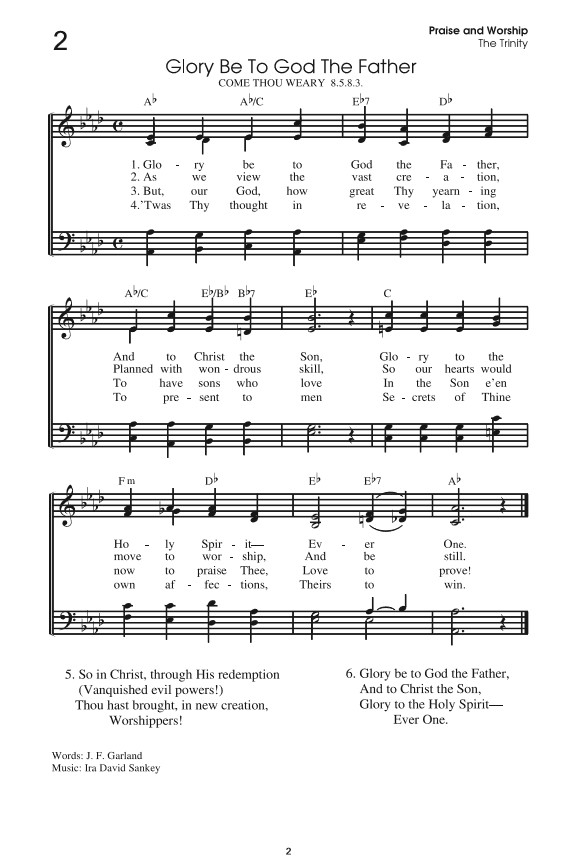 2
Praise and Worship
The Trinity
Glory Be To God The Father
COME THOU WEARY 8.5.8.3.
A♭ A♭/C E♭7 D♭
1. Glo - ry be to God the Fa - ther,
2. As we view the vast cre - a - tion,
3. But, our God, how great Thy yearn - ing
4.'Twas Thy thought in re - ve - la - tion,
A♭/C E♭/B♭ B♭7 E♭ C
And to Christ the Son, Glo - ry to the
Planned with won - drous skill, So our hearts would
To have sons who love In the Son e'en
To pre - sent to men Se - crets of Thine
Fm D♭ E♭ E♭7 A♭
Ho - ly Spir - it— Ev - er One.
move to wor - ship, And be still.
now to praise Thee, Love to prove!
own af - fec - tions, Theirs to win.
5. So in Christ, through His redemption
(Vanquished evil powers!)
Thou hast brought, in new creation,
Worshippers!
6. Glory be to God the Father,
And to Christ the Son,
Glory to the Holy Spirit—
Ever One.
Words: J. F. Garland
Music: Ira David Sankey
2